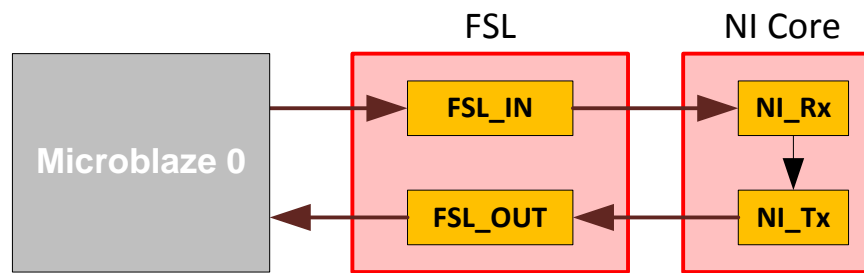 FSL
NI Core
Microblaze 0
FSL_IN
NI_Rx
FSL_OUT
NI_Tx